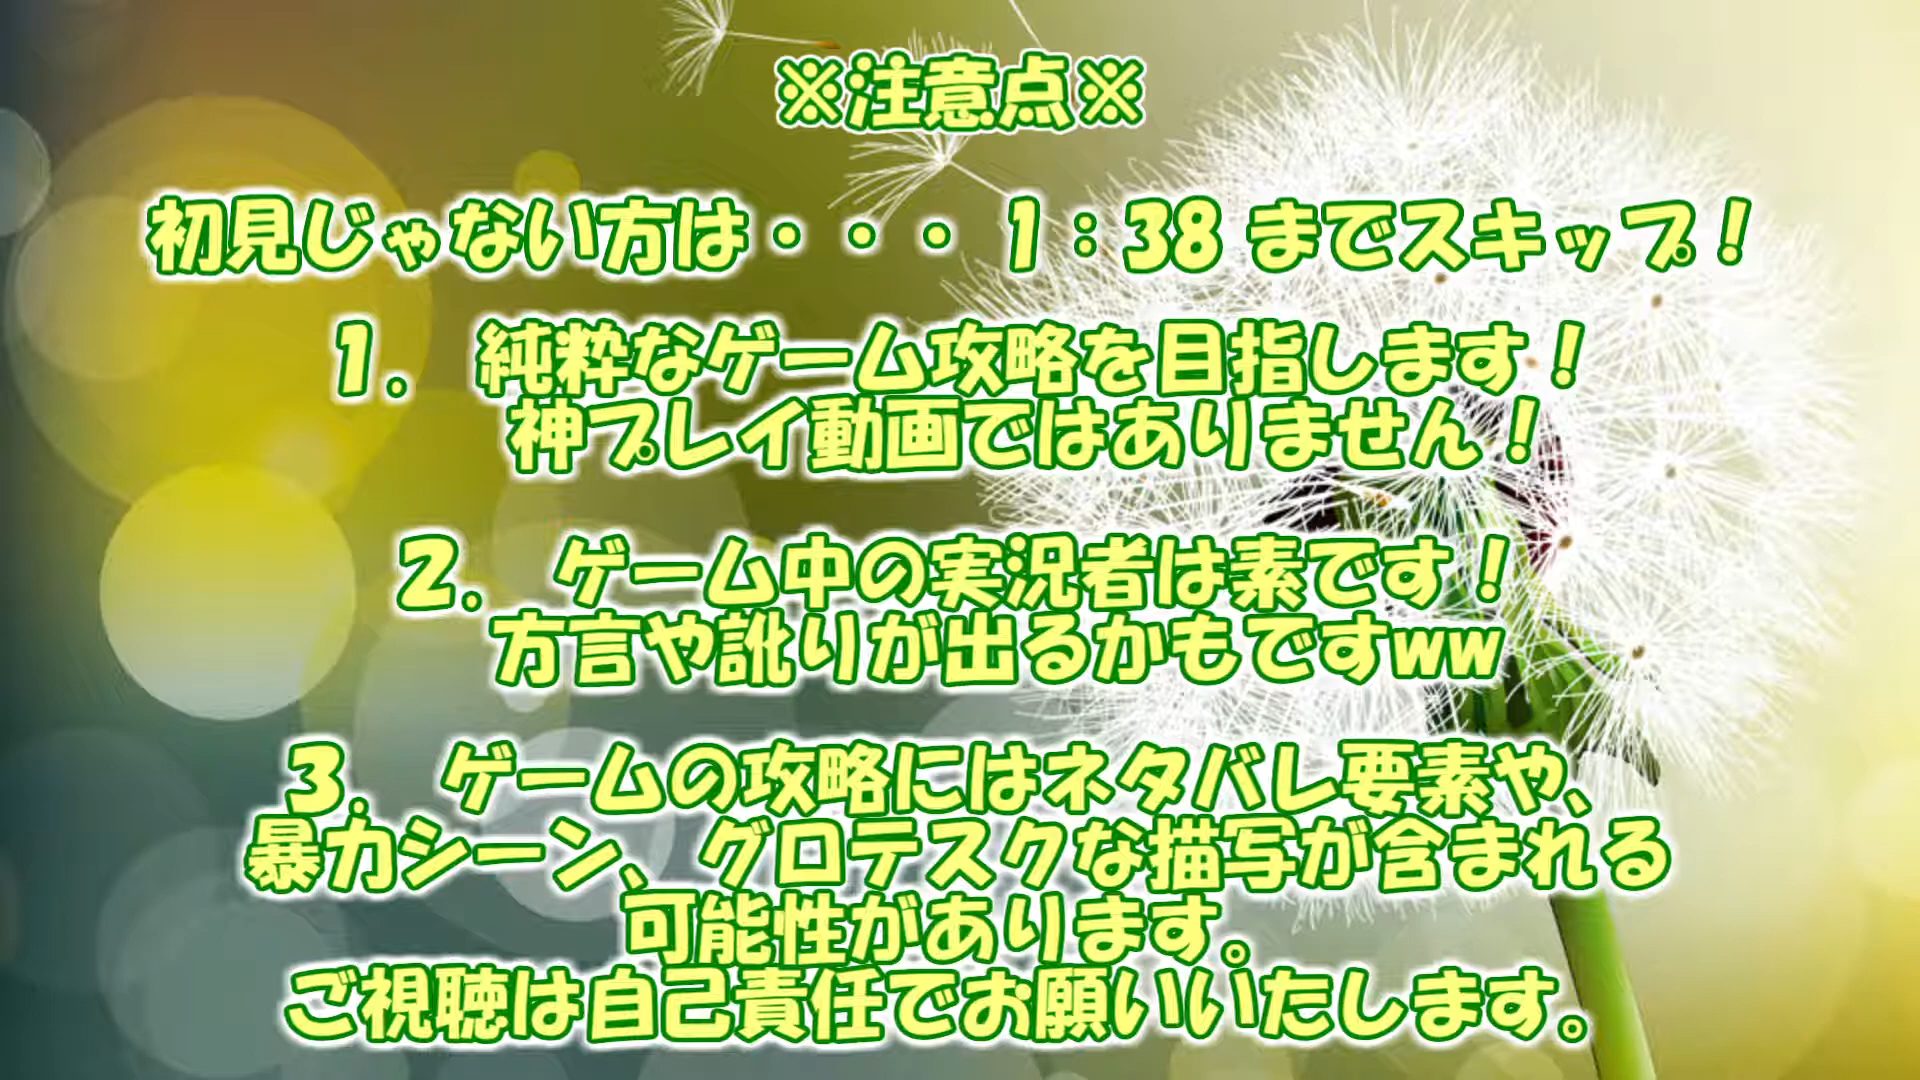 ※注意点※
初見じゃない方は・・・ 1：38 までスキップ！
1． 純粋なゲーム攻略を目指します！
神プレイ動画ではありません！
2． ゲーム中の実況者は素です！
方言や訛りが出るかもですww
3． ゲームの攻略にはネタバレ要素や、
暴力シーン、グロテスクな描写が含まれる
可能性があります。
ご視聴は自己責任でお願いいたします。